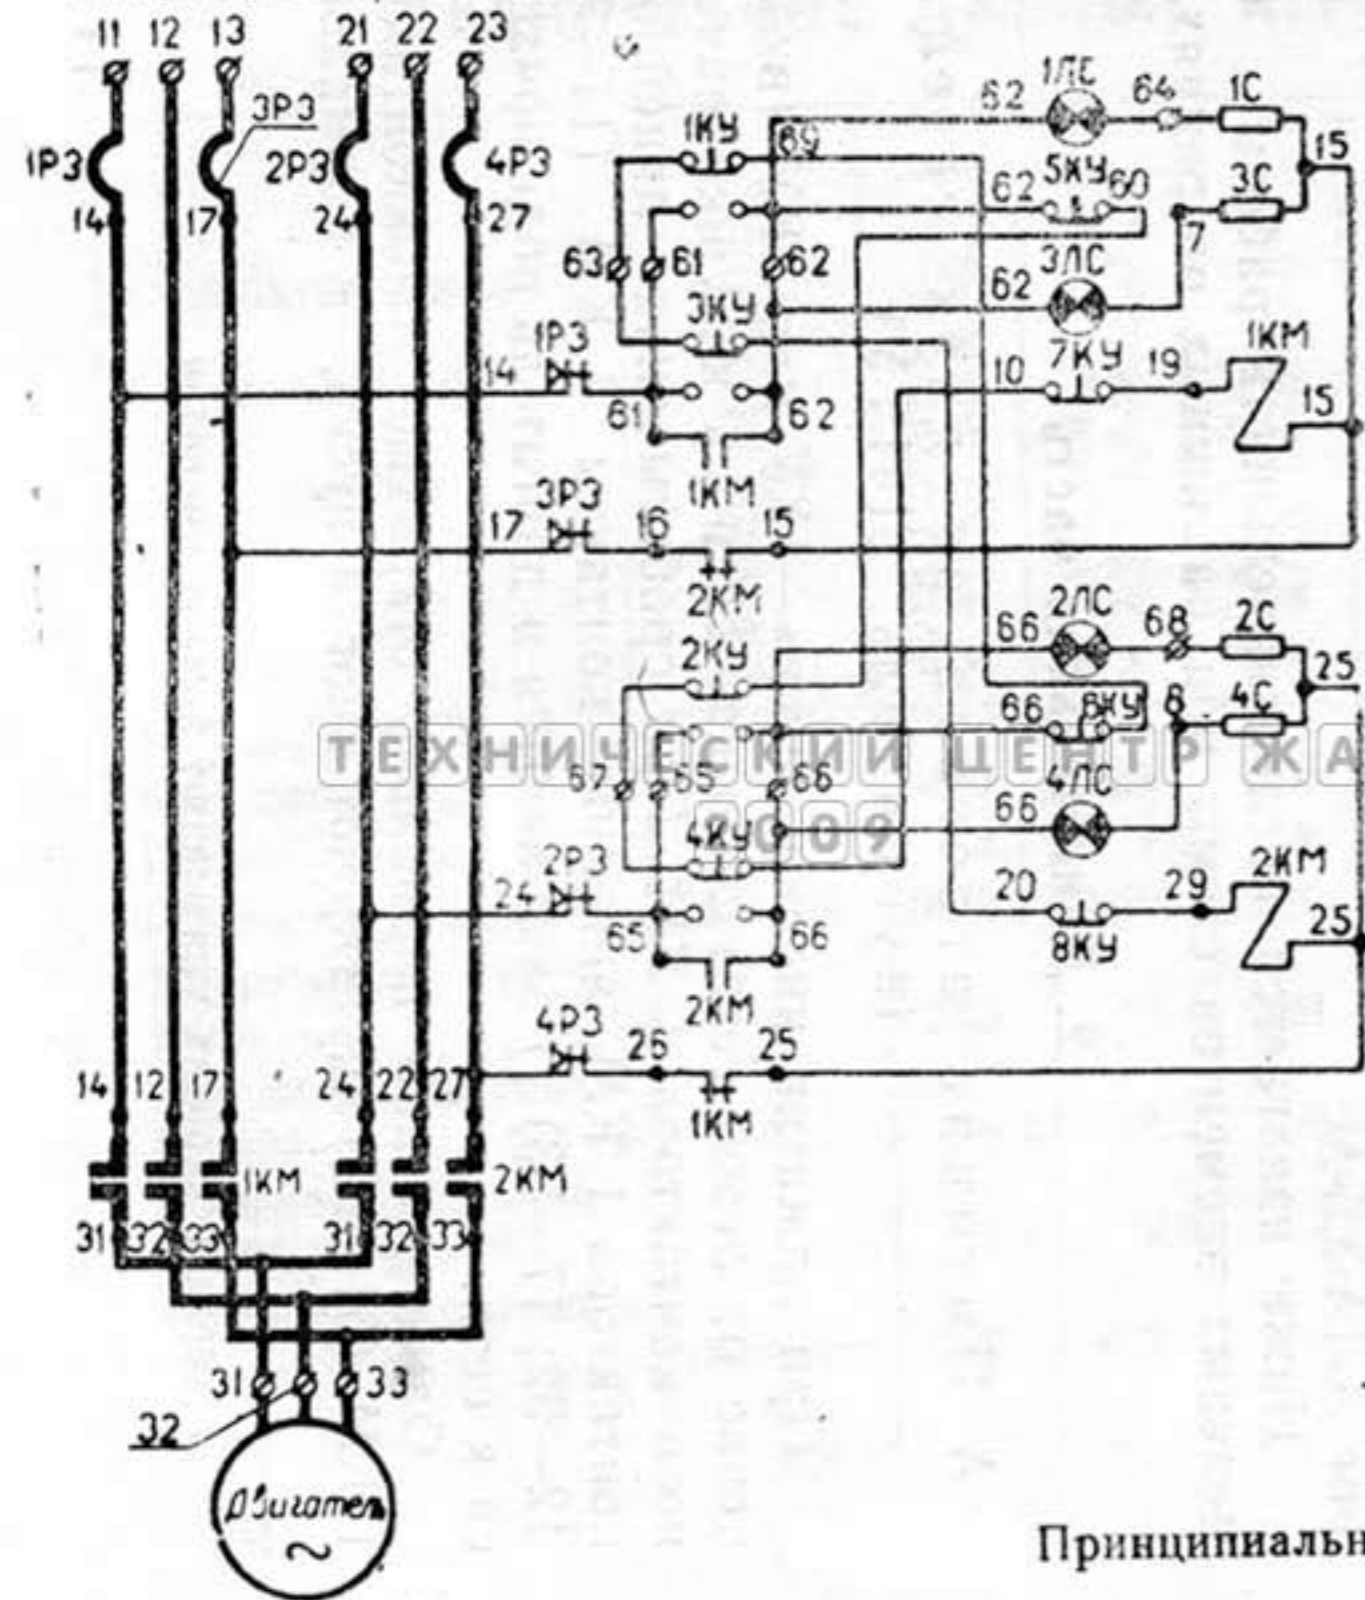 11 12 13 21 22 23
3РЗ
1РЗ 2РЗ 4РЗ
14 17 24 27
1КУ 69 62 1ЛС 64 1С
15
62 5КУ 60 3С
7
63 61 62 3ЛС
62
3КУ
1РЗ 7КУ 1КМ
14 10 19
61 62 15
1КМ
3РЗ
17 16 15
2КМ 2ЛС 68 2С
66
2КУ 25
66 6КУ 8 4С
ТЕХНИЧЕСКИЙ ЦЕНТР ЖА
67 65 66 4ЛС
66
2009
4КУ
2РЗ 2КМ
24 20 29
65 66 8КУ 25
2КМ
4РЗ
26 25
14 12 17 24 22 27
1КМ
1КМ 2КМ
31 32 33 31 32 33
31 33
32
Двигатель
~
Принципиальн